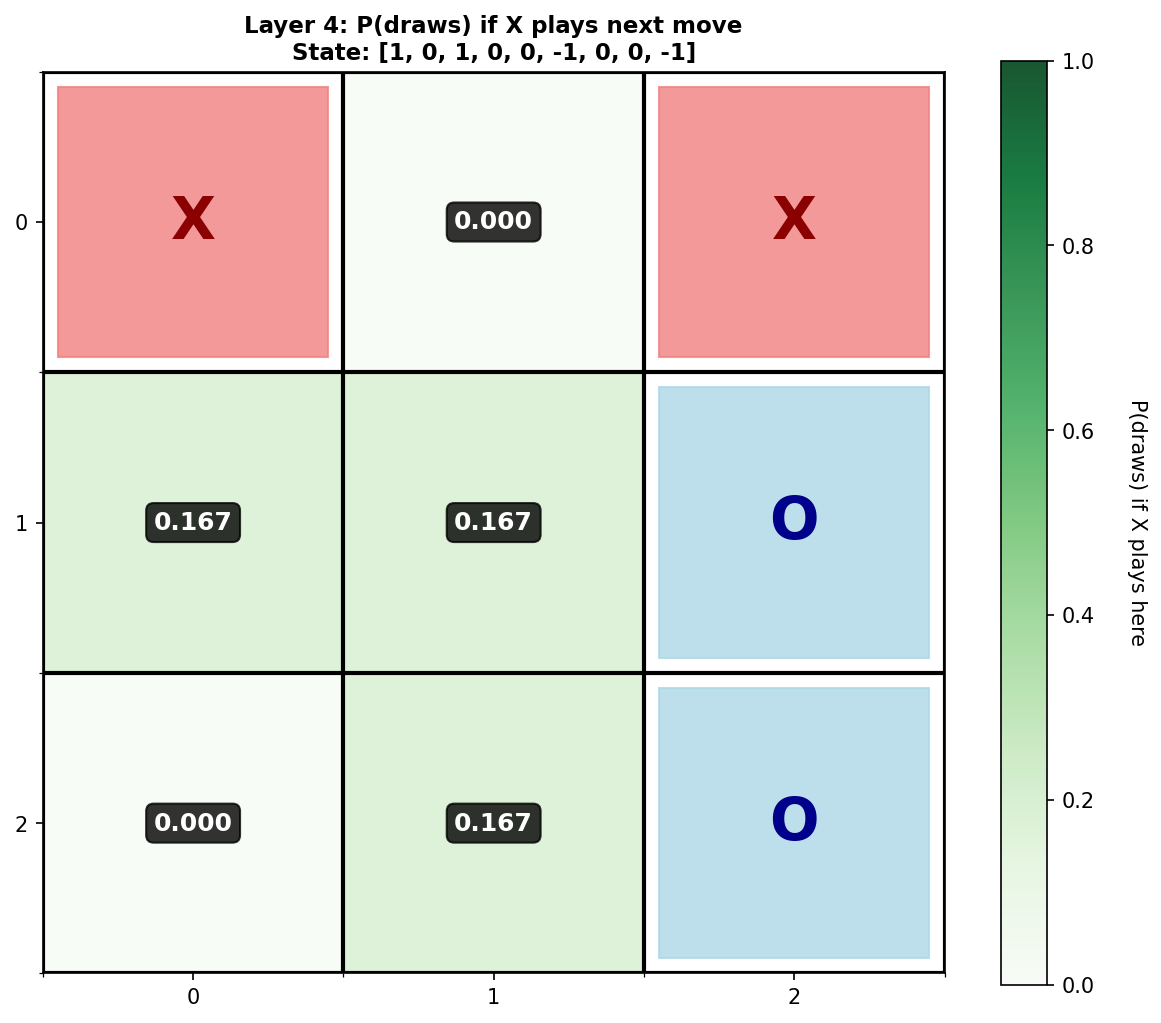 Layer 4: P(draws) if X plays next move
State: [1, 0, 1, 0, 0, -1, 0, 0, -1]
1.0
0.8
0.6
0.4
0.2
0.0
P(draws) if X plays here
0
X
0.000
X
1
0.167
0.167
O
2
0.000
0.167
O
0
1
2